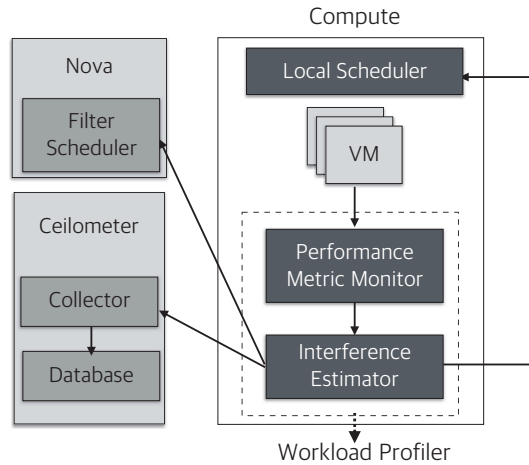 Compute
Nova
Filter
Scheduler
Ceilometer
Collector
Database
Local Scheduler
VM
Performance
Metric Monitor
Interference
Estimator
Workload Profiler